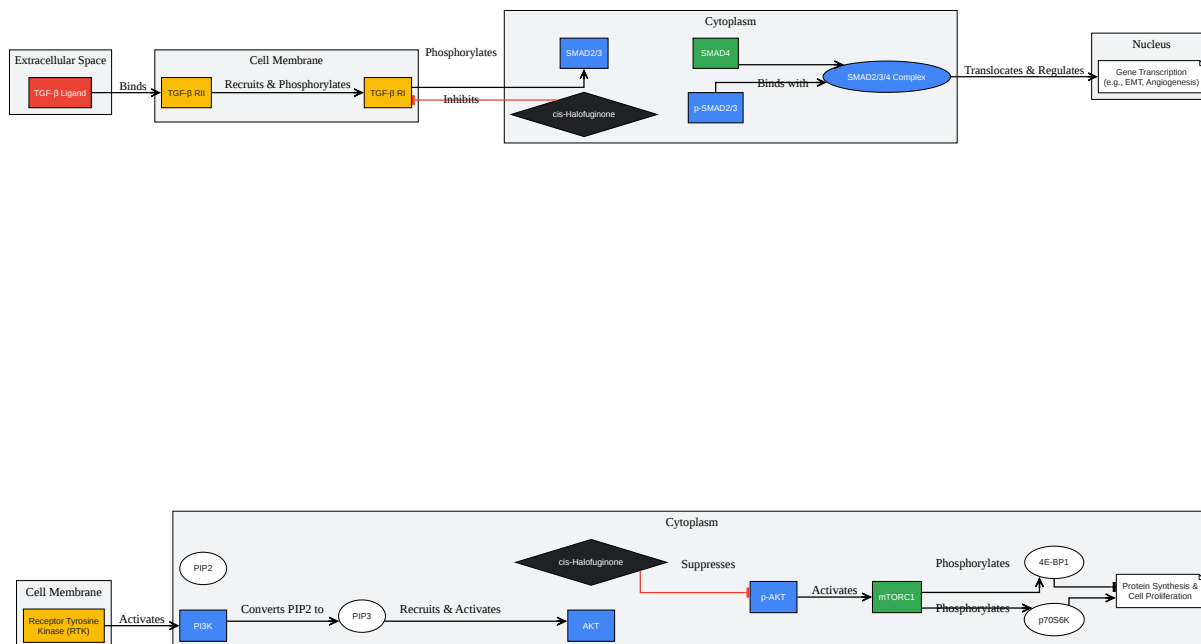 Extracellular Space
TGF-β Ligand
Binds
Cell Membrane
TGF-β RII
Recruits & Phosphorylates
TGF-β RI
Phosphorylates
Inhibits
Cytoplasm
SMAD2/3
cis-Halofuginone
SMAD4
p-SMAD2/3
Binds with
SMAD2/3/4 Complex
Translocates & Regulates
Nucleus
Gene Transcription
(e.g., EMT, Angiogenesis)
Cell Membrane
Receptor Tyrosine
Kinase (RTK)
Activates
Cytoplasm
PIP2
PI3K
Converts PIP2 to
PIP3
Recruits & Activates
AKT
cis-Halofuginone
Suppresses
p-AKT
Activates
mTORC1
Phosphorylates
Phosphorylates
4E-BP1
p70S6K
Protein Synthesis &
Cell Proliferation